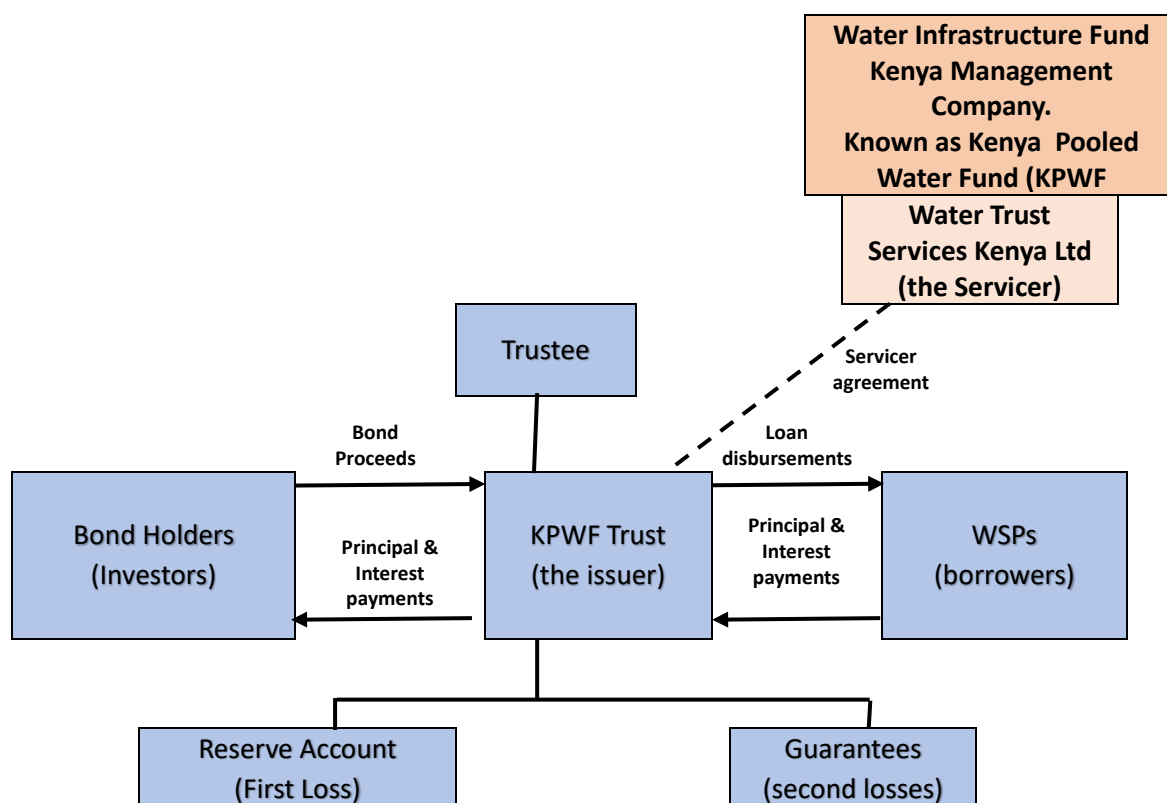 Water Infrastructure Fund
Kenya Management
Company.
Known as Kenya Pooled
Water Fund (KPWF
Water Trust
Services Kenya Ltd
(the Servicer)
Trustee
Servicer
agreement
Bond
Proceeds
Loan
disbursements
Bond Holders
(Investors)
Principal &
Interest
payments
KPWF Trust
(the issuer)
Principal &
Interest
payments
WSPs
(borrowers)
Reserve Account
(First Loss)
Guarantees
(second losses)